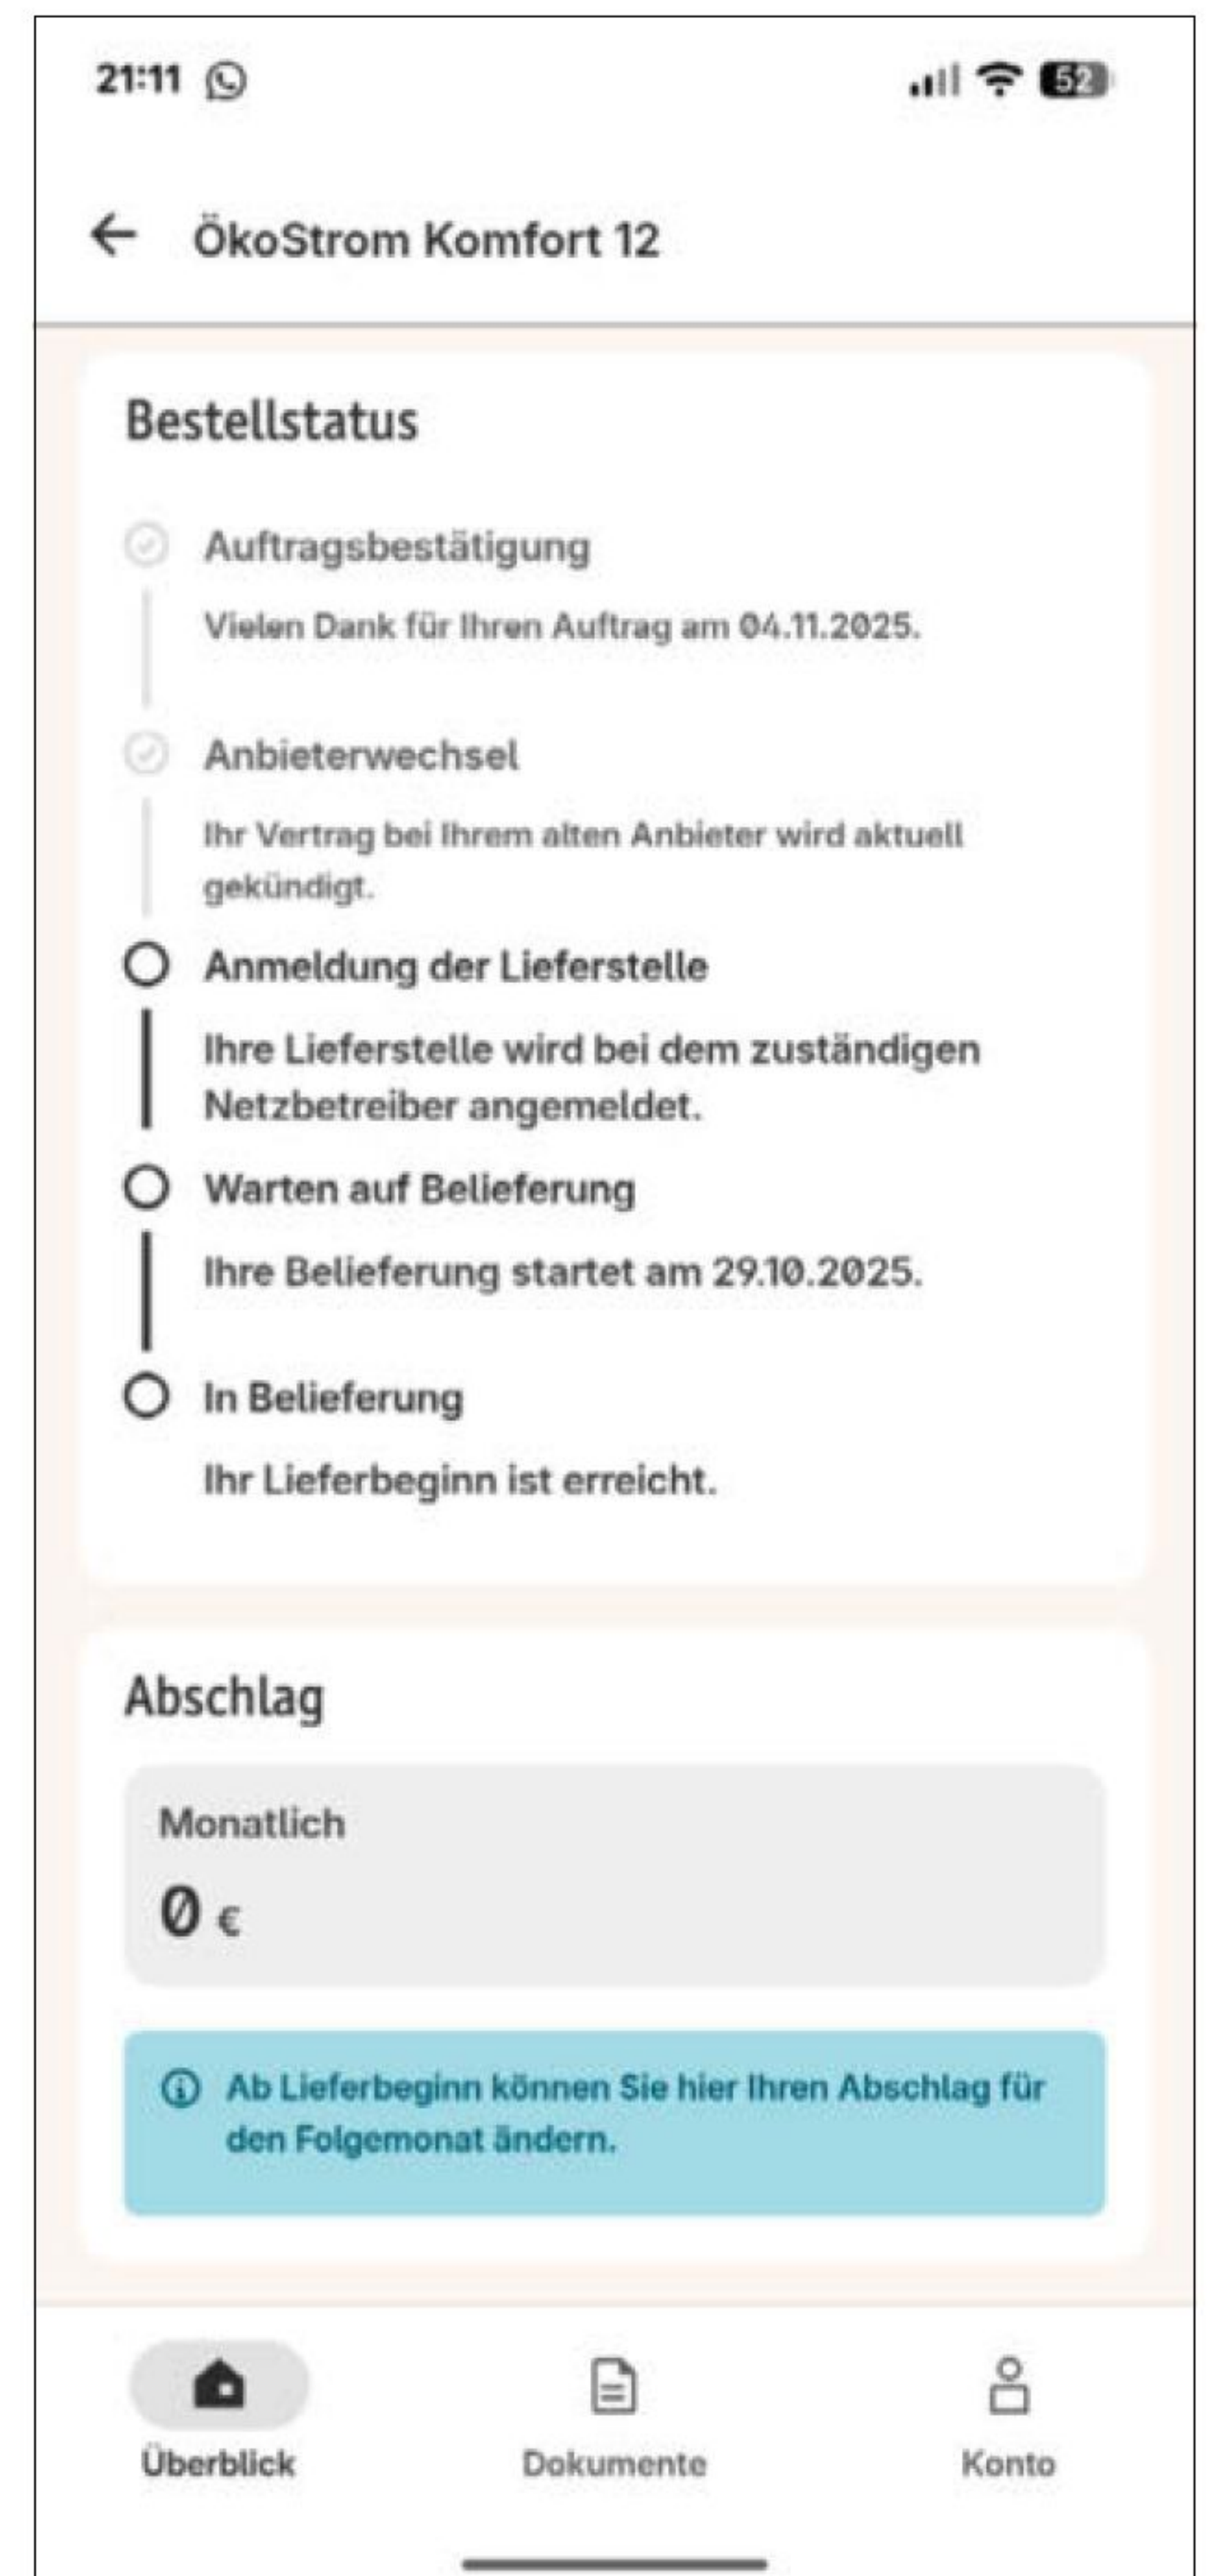 21:11
52
ÖkoStrom Komfort 12
Bestellstatus
Auftragsbestätigung
Vielen Dank für Ihren Auftrag am 04.11.2025.
Anbieterwechsel
Ihr Vertrag bei Ihrem alten Anbieter wird aktuell
gekündigt.
Anmeldung der Lieferstelle
Ihre Lieferstelle wird bei dem zuständigen
Netzbetreiber angemeldet.
Warten auf Belieferung
Ihre Belieferung startet am 29.10.2025.
In Belieferung
Ihr Lieferbeginn ist erreicht.
Abschlag
Monatlich
0 €
Ab Lieferbeginn können Sie hier Ihren Abschlag für
den Folgemonat ändern.
Überblick
Dokumente
Konto